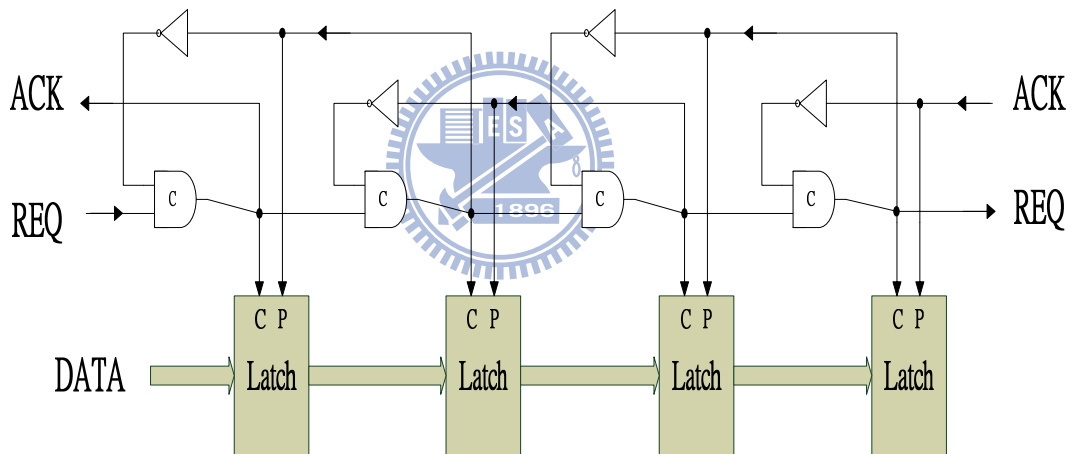 ACK
ACK
E S A
C C C C
REQ
REQ
1896
C P C P C P C P
DATA
Latch Latch Latch Latch